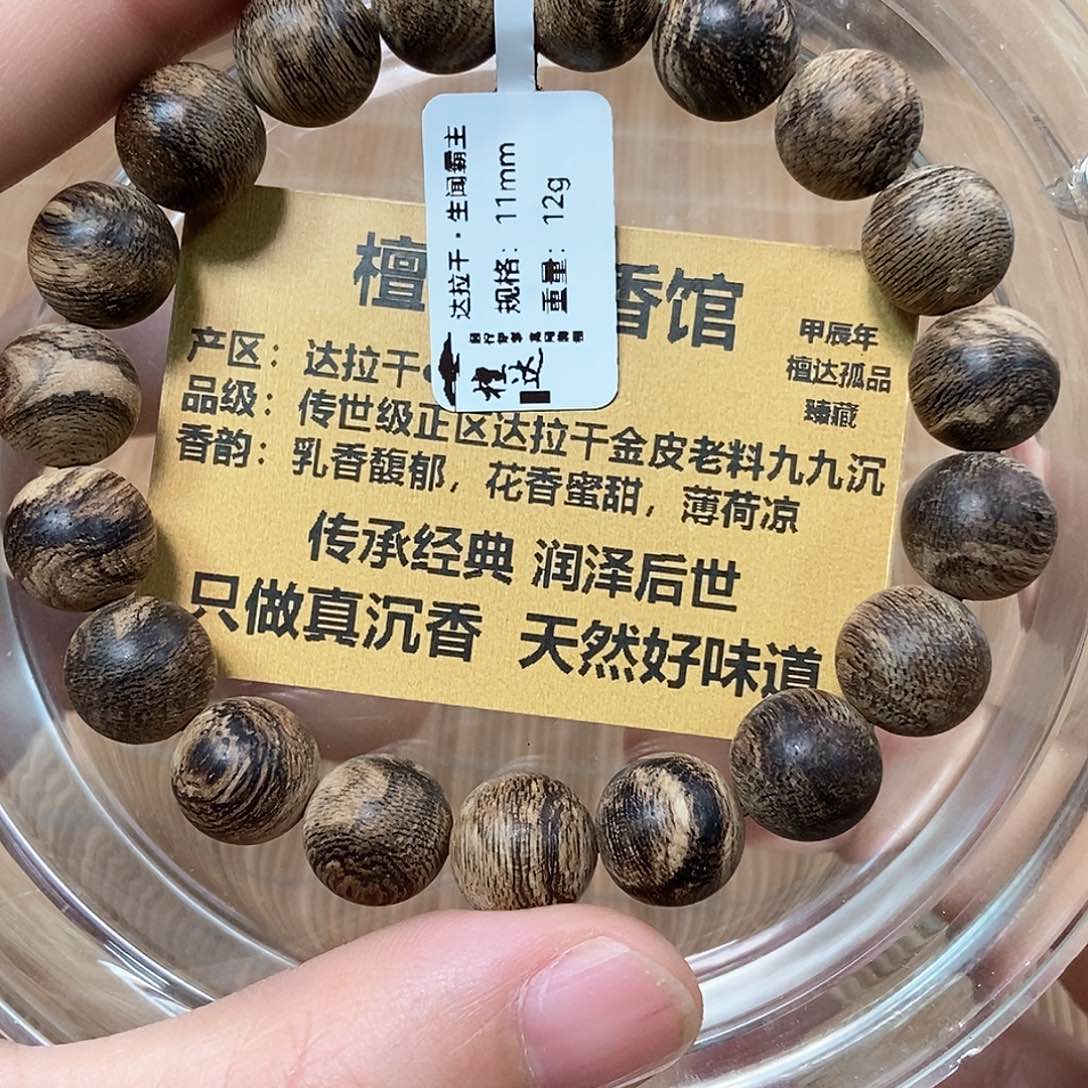 达拉干·生闻霸主
规格：11mm
重量：12g
檀达
檀
香馆
甲辰年
檀达孤品
臻藏
产区：达拉干
品级：传世级正区达拉干金皮老料九九沉
香韵：乳香馥郁，花香蜜甜，薄荷凉
传承经典 润泽后世
只做真沉香 天然好味道